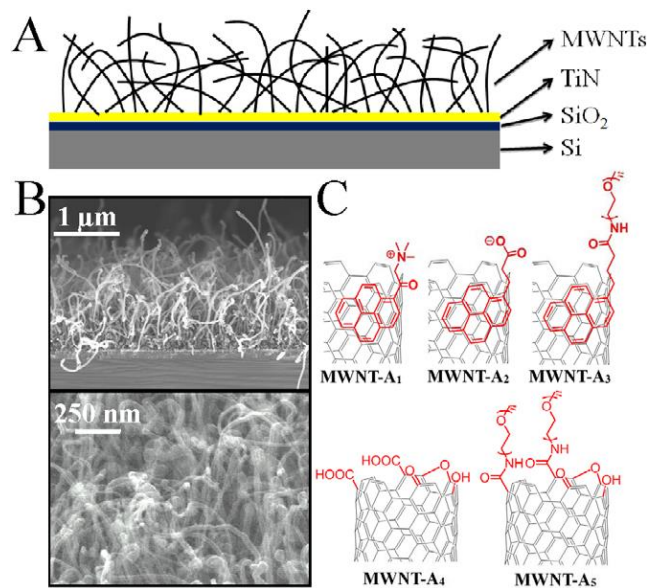 A
MWNTs
TiN
SiO₂
Si
B
1 µm
250 nm
C
N
⊕
O
⊖
O
O
O
NH
O
MWNT-A₁
MWNT-A₂
MWNT-A₃
HOOC
HOOC
O
O
OH
O
NH
O
O
NH
O
O
O
OH
MWNT-A₄
MWNT-A₅